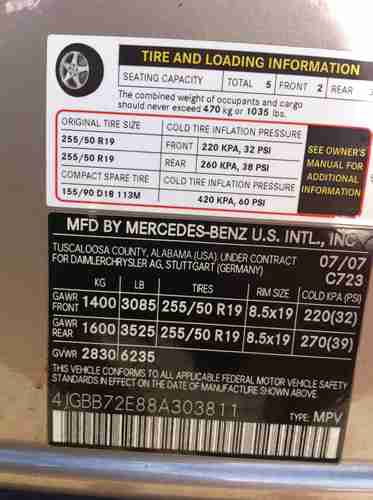 TIRE AND LOADING INFORMATION
SEATING CAPACITY TOTAL 5 FRONT 2 REAR
The combined weight of occupants and cargo
should never exceed 470 kg or 1035 lbs.
ORIGINAL TIRE SIZE COLD TIRE INFLATION PRESSURE
255/50 R19 FRONT 220 KPA, 32 PSI
255/50 R19 REAR 260 KPA, 38 PSI
COMPACT SPARE TIRE COLD TIRE INFLATION PRESSURE
155/90 D18 113M 420 KPA, 60 PSI
SEE OWNER'S
MANUAL FOR
ADDITIONAL
INFORMATION
MFD BY MERCEDES-BENZ U.S. INTL., INC
TUSCALOOSA COUNTY, ALABAMA (USA). UNDER CONTRACT 07/07
FOR DAIMLERCHRYSLER AG, STUTTGART (GERMANY) C723
KG LB TIRES RIM SIZE COLD KPA (PSI)
GAWR FRONT 1400 3085 255/50 R19 8.5x19 220(32)
GAWR REAR 1600 3525 255/50 R19 8.5x19 270(39)
GVWR 2830 6235
THIS VEHICLE CONFORMS TO ALL APPLICABLE FEDERAL MOTOR VEHICLE SAFETY
STANDARDS IN EFFECT ON THE DATE OF MANUFACTURE SHOWN ABOVE.
4JGBB72E88A303811
TYPE: MPV